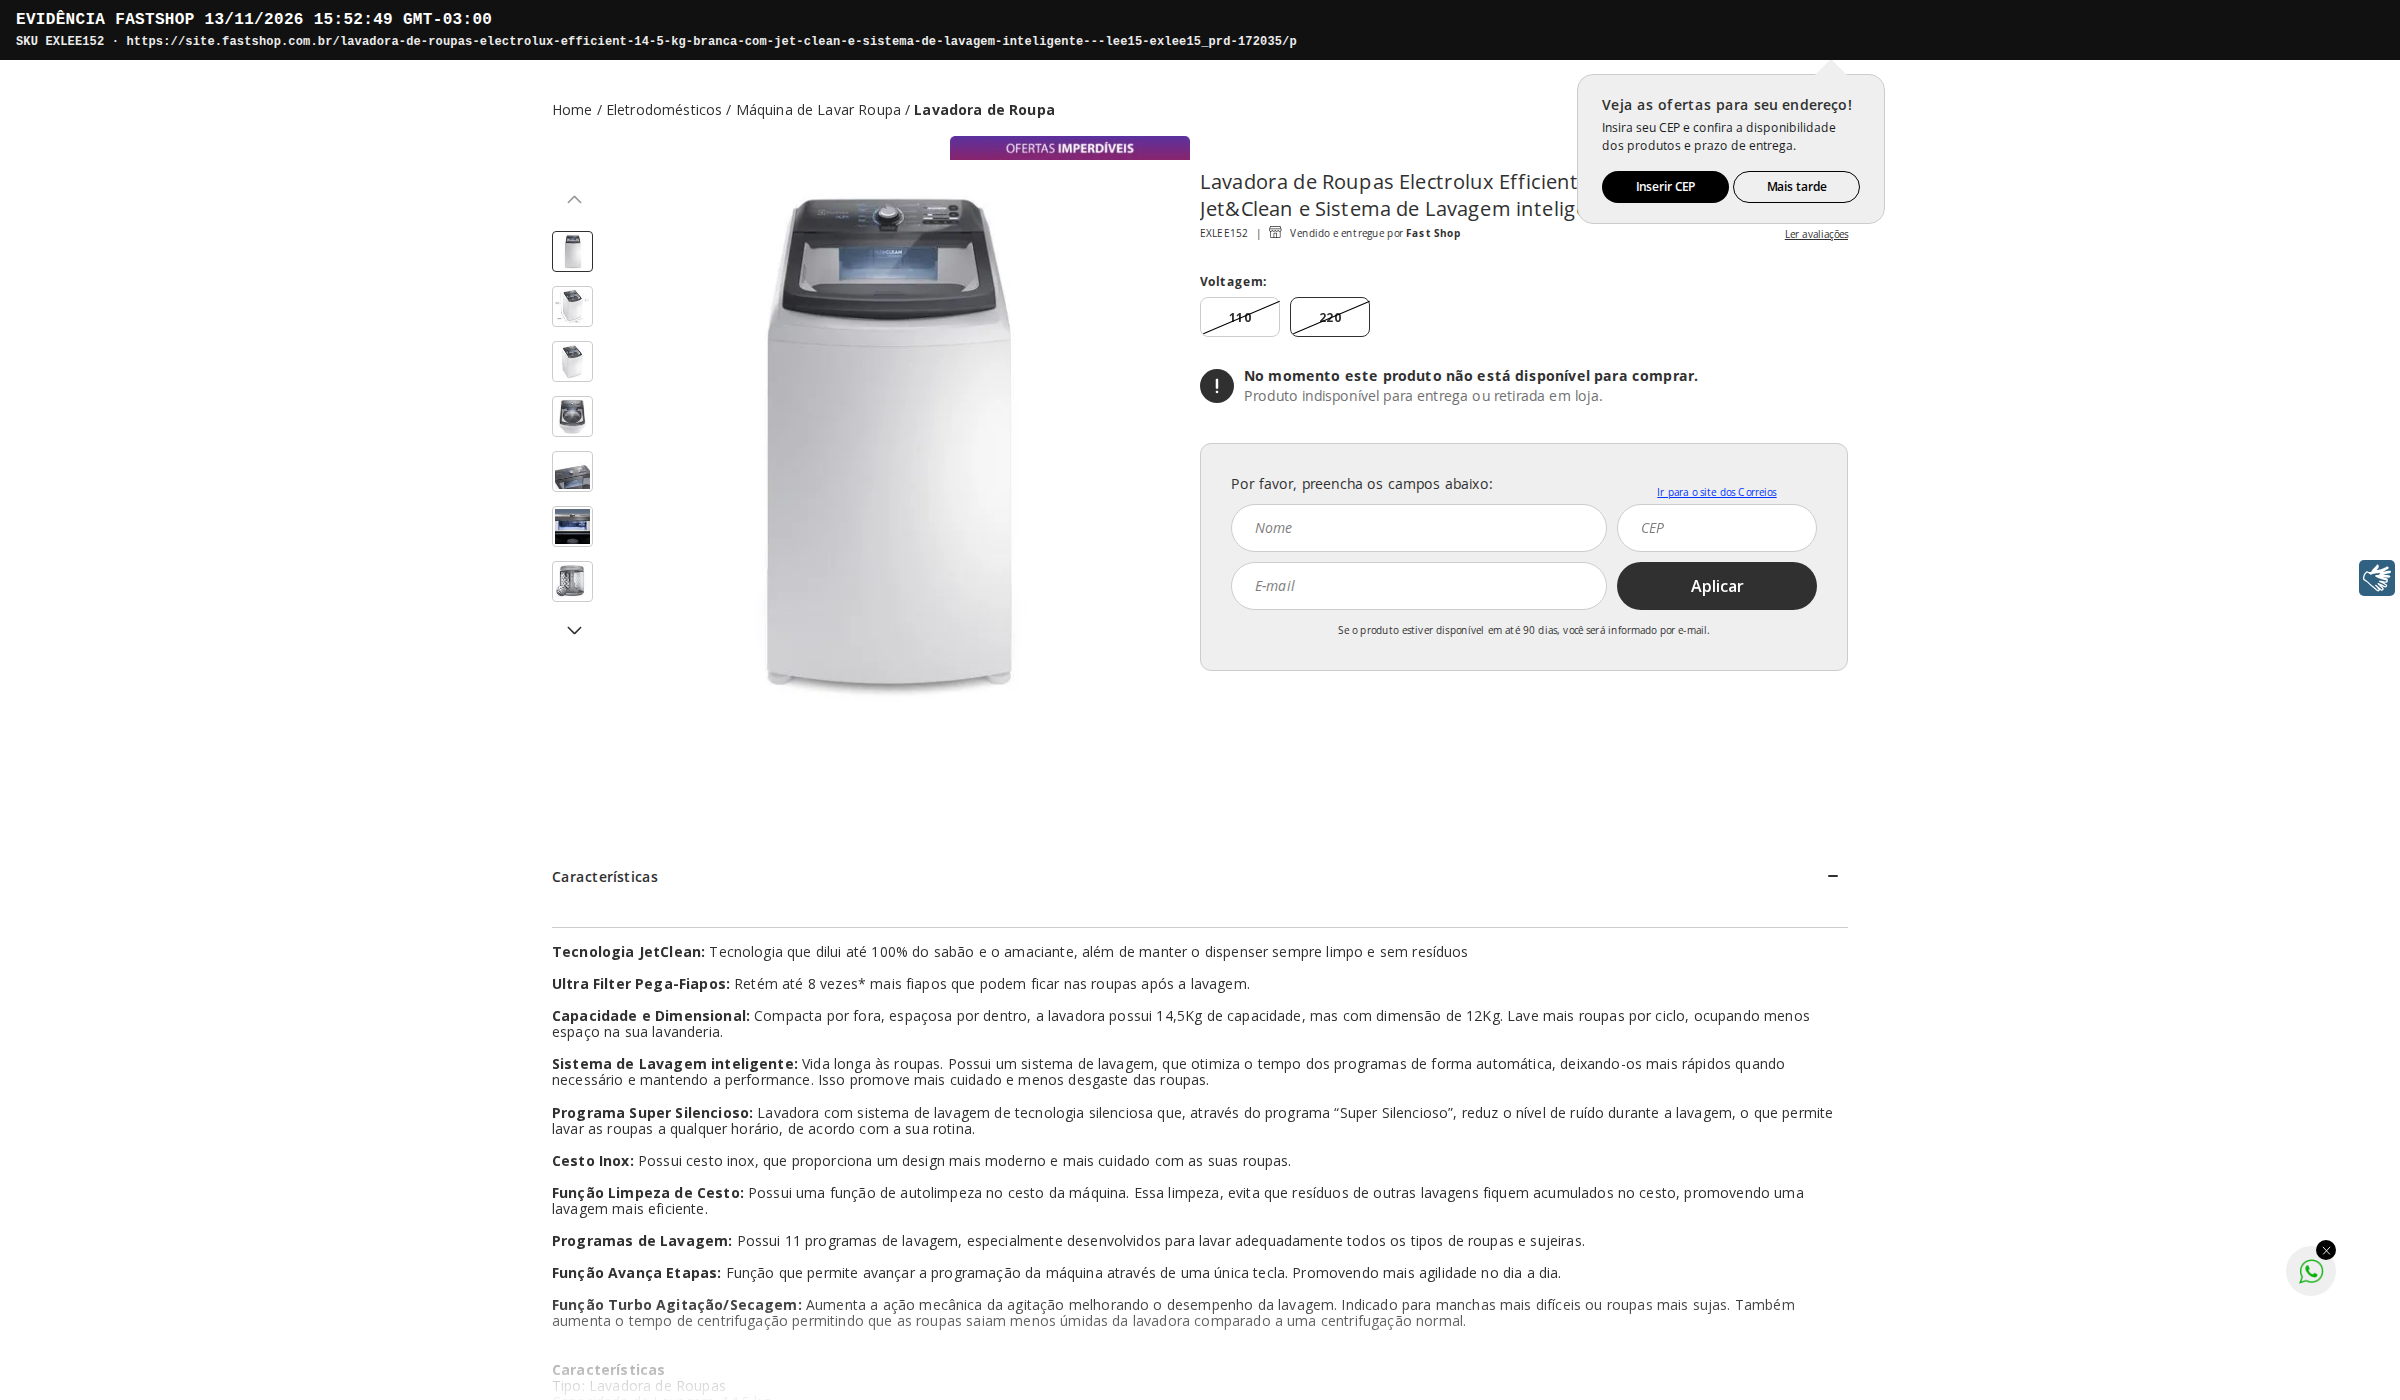 EVIDÊNCIA FASTSHOP 13/11/2026 15:52:49 GMT-03:00
SKU EXLEE152 · https://site.fastshop.com.br/lavadora-de-roupas-electrolux-efficient-14-5-kg-branca-com-jet-clean-e-sistema-de-lavagem-inteligente---lee15-exlee15_prd-172035/p
Home / Eletrodomésticos / Máquina de Lavar Roupa / Lavadora de Roupa
Veja as ofertas para seu endereço!
Insira seu CEP e confira a disponibilidade
dos produtos e prazo de entrega.
Inserir CEP
Mais tarde
OFERTAS IMPERDÍVEIS
Lavadora de Roupas Electrolux Efficient
Jet&Clean e Sistema de Lavagem intelig
EXLEE152 | Vendido e entregue por Fast Shop
Ler avaliações
Voltagem:
110
220
No momento este produto não está disponível para comprar.
Produto indisponível para entrega ou retirada em loja.
Por favor, preencha os campos abaixo:
Ir para o site dos Correios
Nome
CEP
E-mail
Aplicar
Se o produto estiver disponível em até 90 dias, você será informado por e-mail.
Características
Tecnologia JetClean: Tecnologia que dilui até 100% do sabão e o amaciante, além de manter o dispenser sempre limpo e sem resíduos
Ultra Filter Pega-Fiapos: Retém até 8 vezes* mais fiapos que podem ficar nas roupas após a lavagem.
Capacidade e Dimensional: Compacta por fora, espaçosa por dentro, a lavadora possui 14,5Kg de capacidade, mas com dimensão de 12Kg. Lave mais roupas por ciclo, ocupando menos
espaço na sua lavanderia.
Sistema de Lavagem inteligente: Vida longa às roupas. Possui um sistema de lavagem, que otimiza o tempo dos programas de forma automática, deixando-os mais rápidos quando
necessário e mantendo a performance. Isso promove mais cuidado e menos desgaste das roupas.
Programa Super Silencioso: Lavadora com sistema de lavagem de tecnologia silenciosa que, através do programa “Super Silencioso”, reduz o nível de ruído durante a lavagem, o que permite
lavar as roupas a qualquer horário, de acordo com a sua rotina.
Cesto Inox: Possui cesto inox, que proporciona um design mais moderno e mais cuidado com as suas roupas.
Função Limpeza de Cesto: Possui uma função de autolimpeza no cesto da máquina. Essa limpeza, evita que resíduos de outras lavagens fiquem acumulados no cesto, promovendo uma
lavagem mais eficiente.
Programas de Lavagem: Possui 11 programas de lavagem, especialmente desenvolvidos para lavar adequadamente todos os tipos de roupas e sujeiras.
Função Avança Etapas: Função que permite avançar a programação da máquina através de uma única tecla. Promovendo mais agilidade no dia a dia.
Função Turbo Agitação/Secagem: Aumenta a ação mecânica da agitação melhorando o desempenho da lavagem. Indicado para manchas mais difíceis ou roupas mais sujas. Também
aumenta o tempo de centrifugação permitindo que as roupas saiam menos úmidas da lavadora comparado a uma centrifugação normal.
Características
Tipo: Lavadora de Roupas